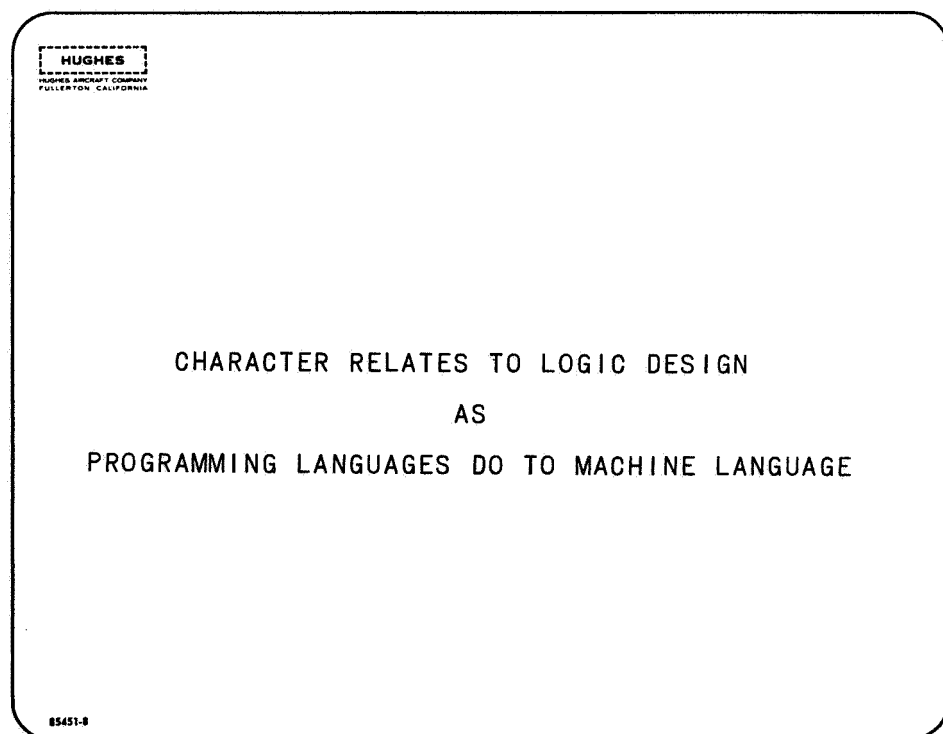 HUGHES
HUGHES AIRCRAFT COMPANY
FULLERTON CALIFORNIA
CHARACTER RELATES TO LOGIC DESIGN
AS
PROGRAMMING LANGUAGES DO TO MACHINE LANGUAGE
85451-8